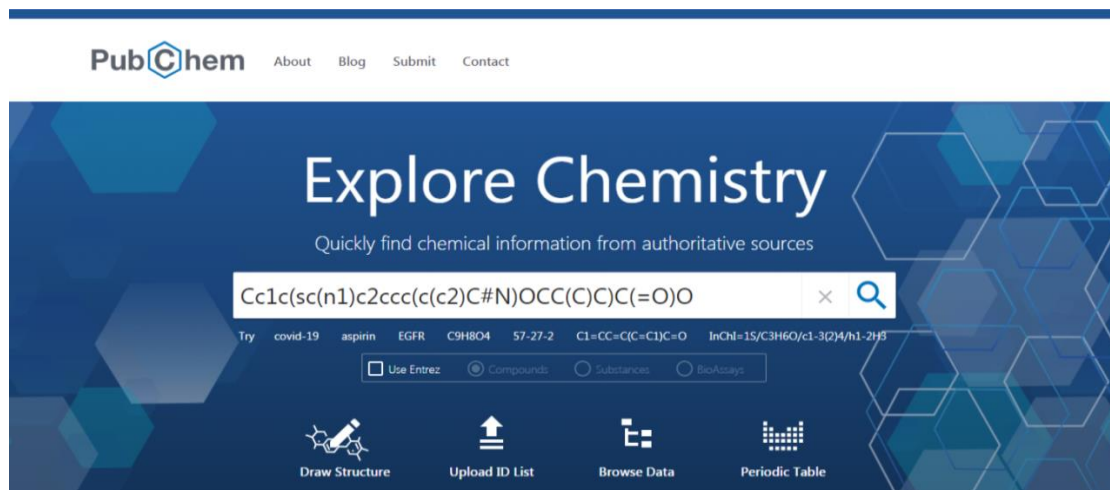 PubChem About Blog Submit Contact
Explore Chemistry
Quickly find chemical information from authoritative sources
Cc1c(sc(n1)c2ccc(c(c2)C#N)OCC(C)C)C(=O)O ×
Try covid-19 aspirin EGFR C9H8O4 57-27-2 C1=CC=C(C=C1)C=O InChI=1S/C3H6O/c1-3(2)4/h1-2H3
Use Entrez Compounds Substances BioAssays
Draw Structure Upload ID List Browse Data Periodic Table